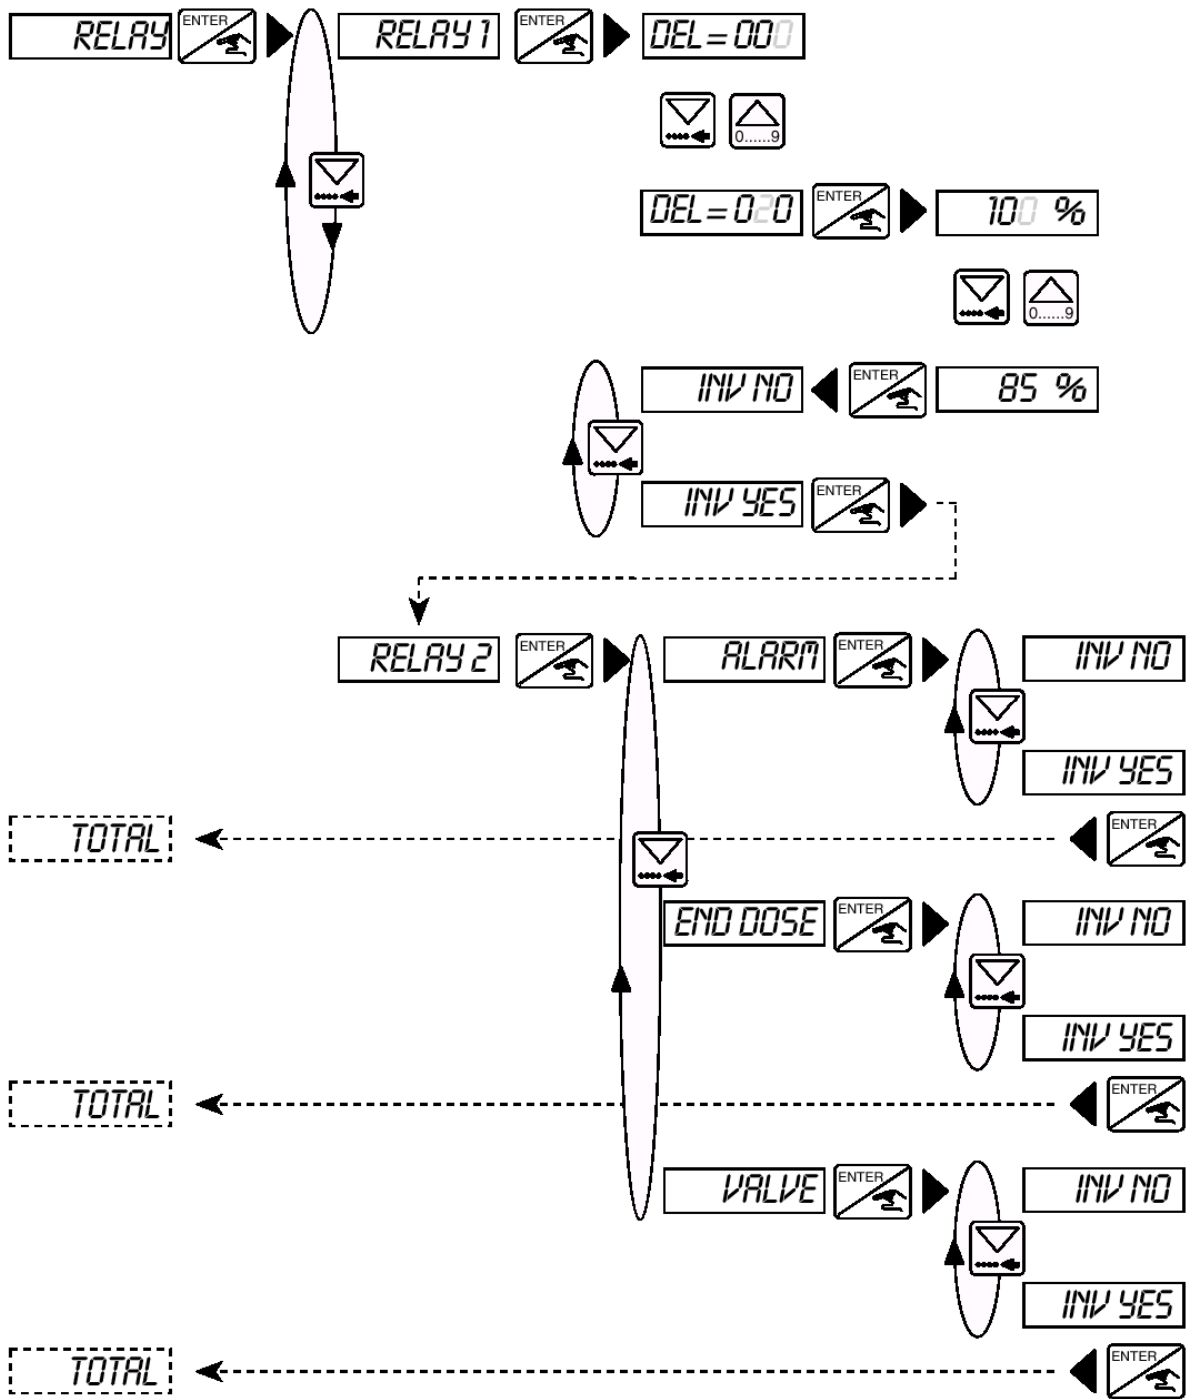 RELAY ENTER RELAY 1 ENTER DEL=000
0......9
DEL=020 ENTER 100 %
0......9
INV NO ENTER 85 %
INV YES ENTER
RELAY 2 ENTER ALARM ENTER INV NO
INV YES
TOTAL ENTER
END DOSE ENTER INV NO
INV YES
TOTAL ENTER
VALVE ENTER INV NO
INV YES
TOTAL ENTER